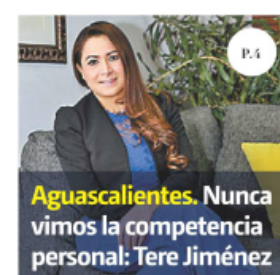 P.4
Aguascalientes. Nunca
vimos la competencia
personal: Tere Jiménez